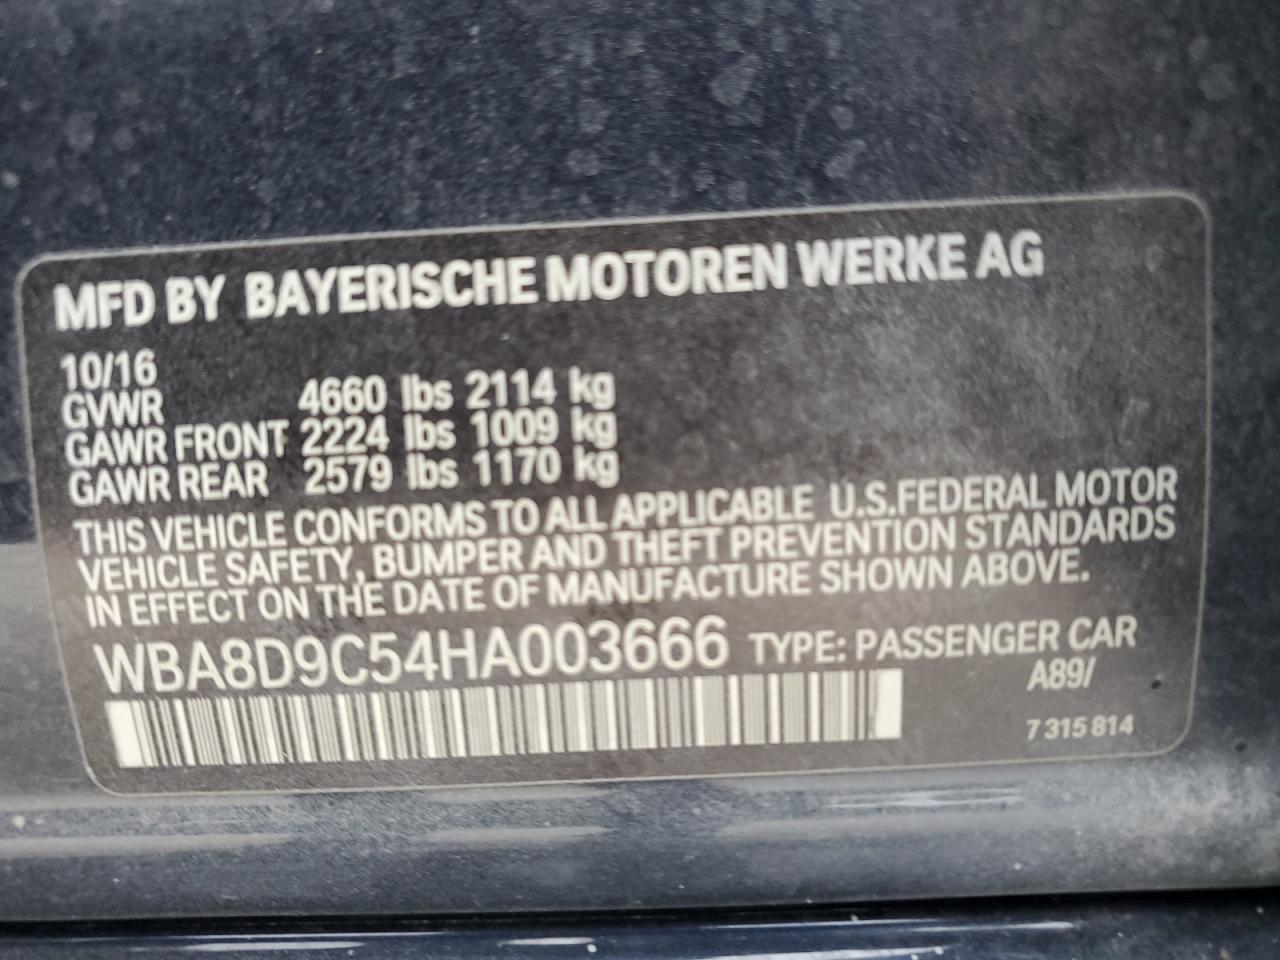 MFD BY BAYERISCHE MOTOREN WERKE AG
10/16
GVWR 4660 lbs 2114 kg
GAWR FRONT 2224 lbs 1009 kg
GAWR REAR 2579 lbs 1170 kg
THIS VEHICLE CONFORMS TO ALL APPLICABLE U.S.FEDERAL MOTOR
VEHICLE SAFETY, BUMPER AND THEFT PREVENTION STANDARDS
IN EFFECT ON THE DATE OF MANUFACTURE SHOWN ABOVE.
WBA8D9C54HA003666 TYPE: PASSENGER CAR
A89/
7 315 814